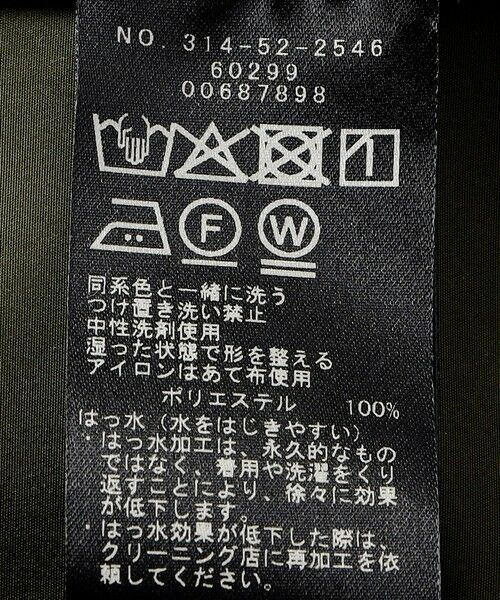 NO. 314-52-2546
60299
00687898
F W
同系色と一緒に洗う
つけ置き洗い禁止
中性洗剤使用
湿った状態で形を整える
アイロンはあて布使用
ポリエステル 100%
はっ水（水をはじきやすい）
・はっ水加工は、永久的なもの
ではなく、着用や洗濯をくり
返すことにより、徐々に効果
が低下します。
・はっ水効果が低下した際は、
クリーニング店に再加工を依
頼してください。